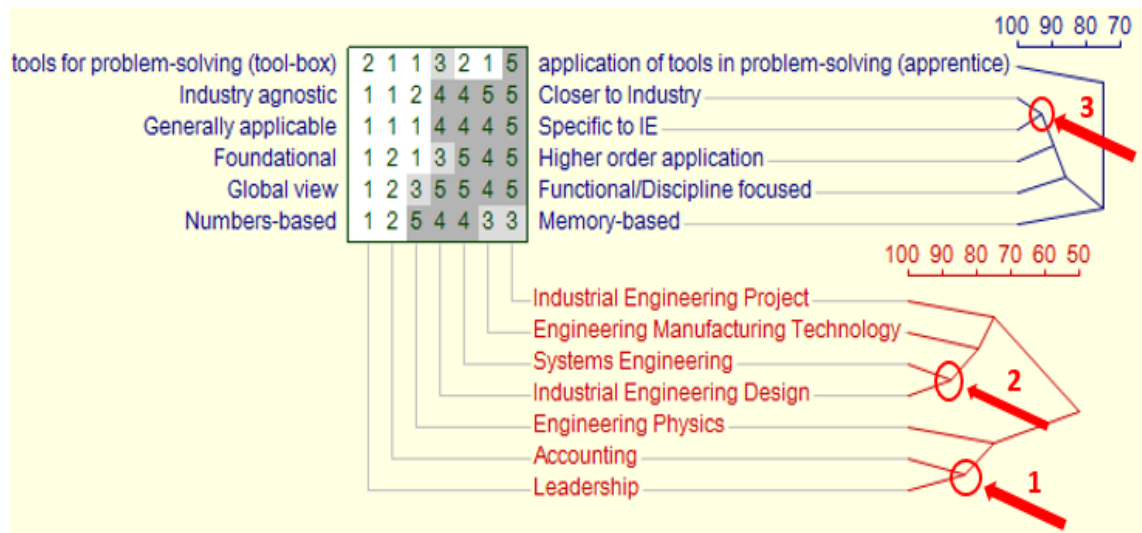 100 90 80 70
tools for problem-solving (tool-box) 2 1 1 3 2 1 5 application of tools in problem-solving (apprentice)
Industry agnostic 1 1 2 4 4 5 5 Closer to Industry
3
Generally applicable 1 1 1 4 4 4 5 Specific to IE
Foundational 1 2 1 3 5 4 5 Higher order application
Global view 1 2 3 5 5 4 5 Functional/Discipline focused
Numbers-based 1 2 5 4 4 3 3 Memory-based
100 90 80 70 60 50
Industrial Engineering Project
Engineering Manufacturing Technology
Systems Engineering
2
Industrial Engineering Design
Engineering Physics
Accounting
1
Leadership